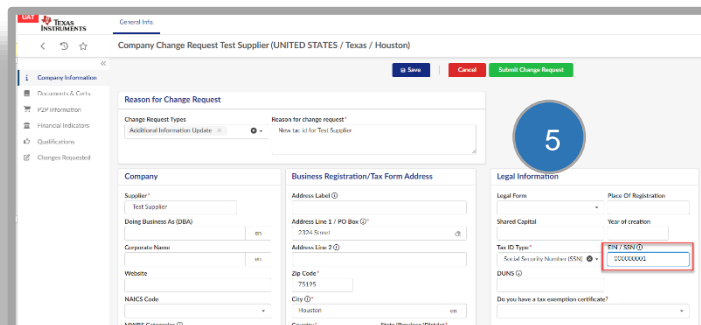 UAT
TEXAS INSTRUMENTS
General Info
Company Change Request Test Supplier (UNITED STATES / Texas / Houston)
Save
Cancel
Submit Change Request
Company Information
Documents & Certs
P2P Information
Financial Indicators
Qualifications
Changes Requested
Reason for Change Request
Change Request Types
Reason for change request*
Additional Information Update
New tax id for Test Supplier
5
Company
Supplier*
Test Supplier
Doing Business As (DBA)
en
Corporate Name
en
Website
NAICS Code
Business Registration/Tax Form Address
Address Label
Address Line 1 / PO Box *
2324 Street
Address Line 2
Zip Code*
75195
City *
Houston
en
Country*
State/Province/District*
Legal Information
Legal Form
Place Of Registration
Shared Capital
Year of creation
Tax ID Type*
EIN / SSN
Social Security Number (SSN)
000000001
DUNS
Do you have a tax exemption certificate?